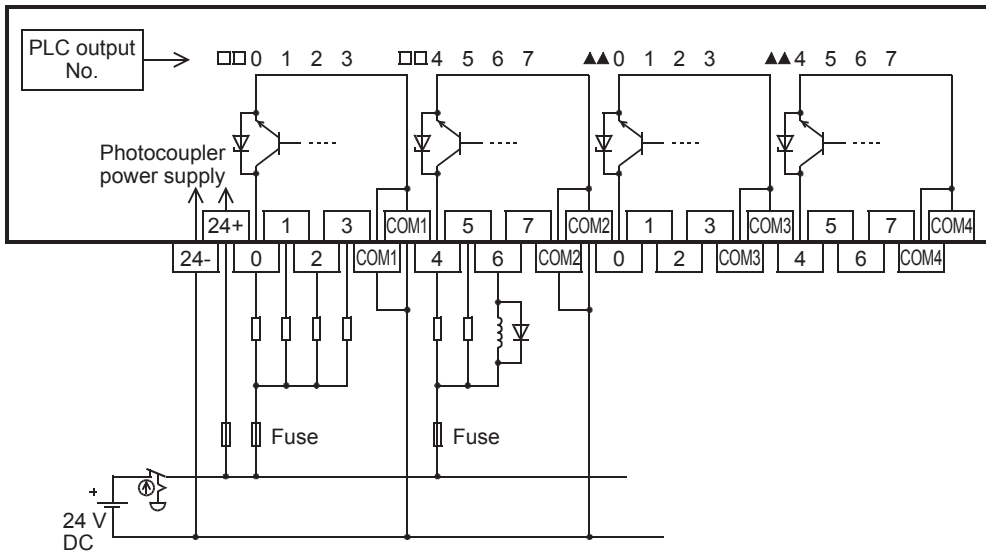 PLC output
No.
□□0 1 2 3 □□4 5 6 7 ▲▲0 1 2 3 ▲▲4 5 6 7
Photocoupler
power supply
24+ 1 3 COM1 5 7 COM2 1 3 COM3 5 7 COM4
24- 0 2 COM1 4 6 COM2 0 2 COM3 4 6 COM4
Fuse Fuse
+
24 V
DC